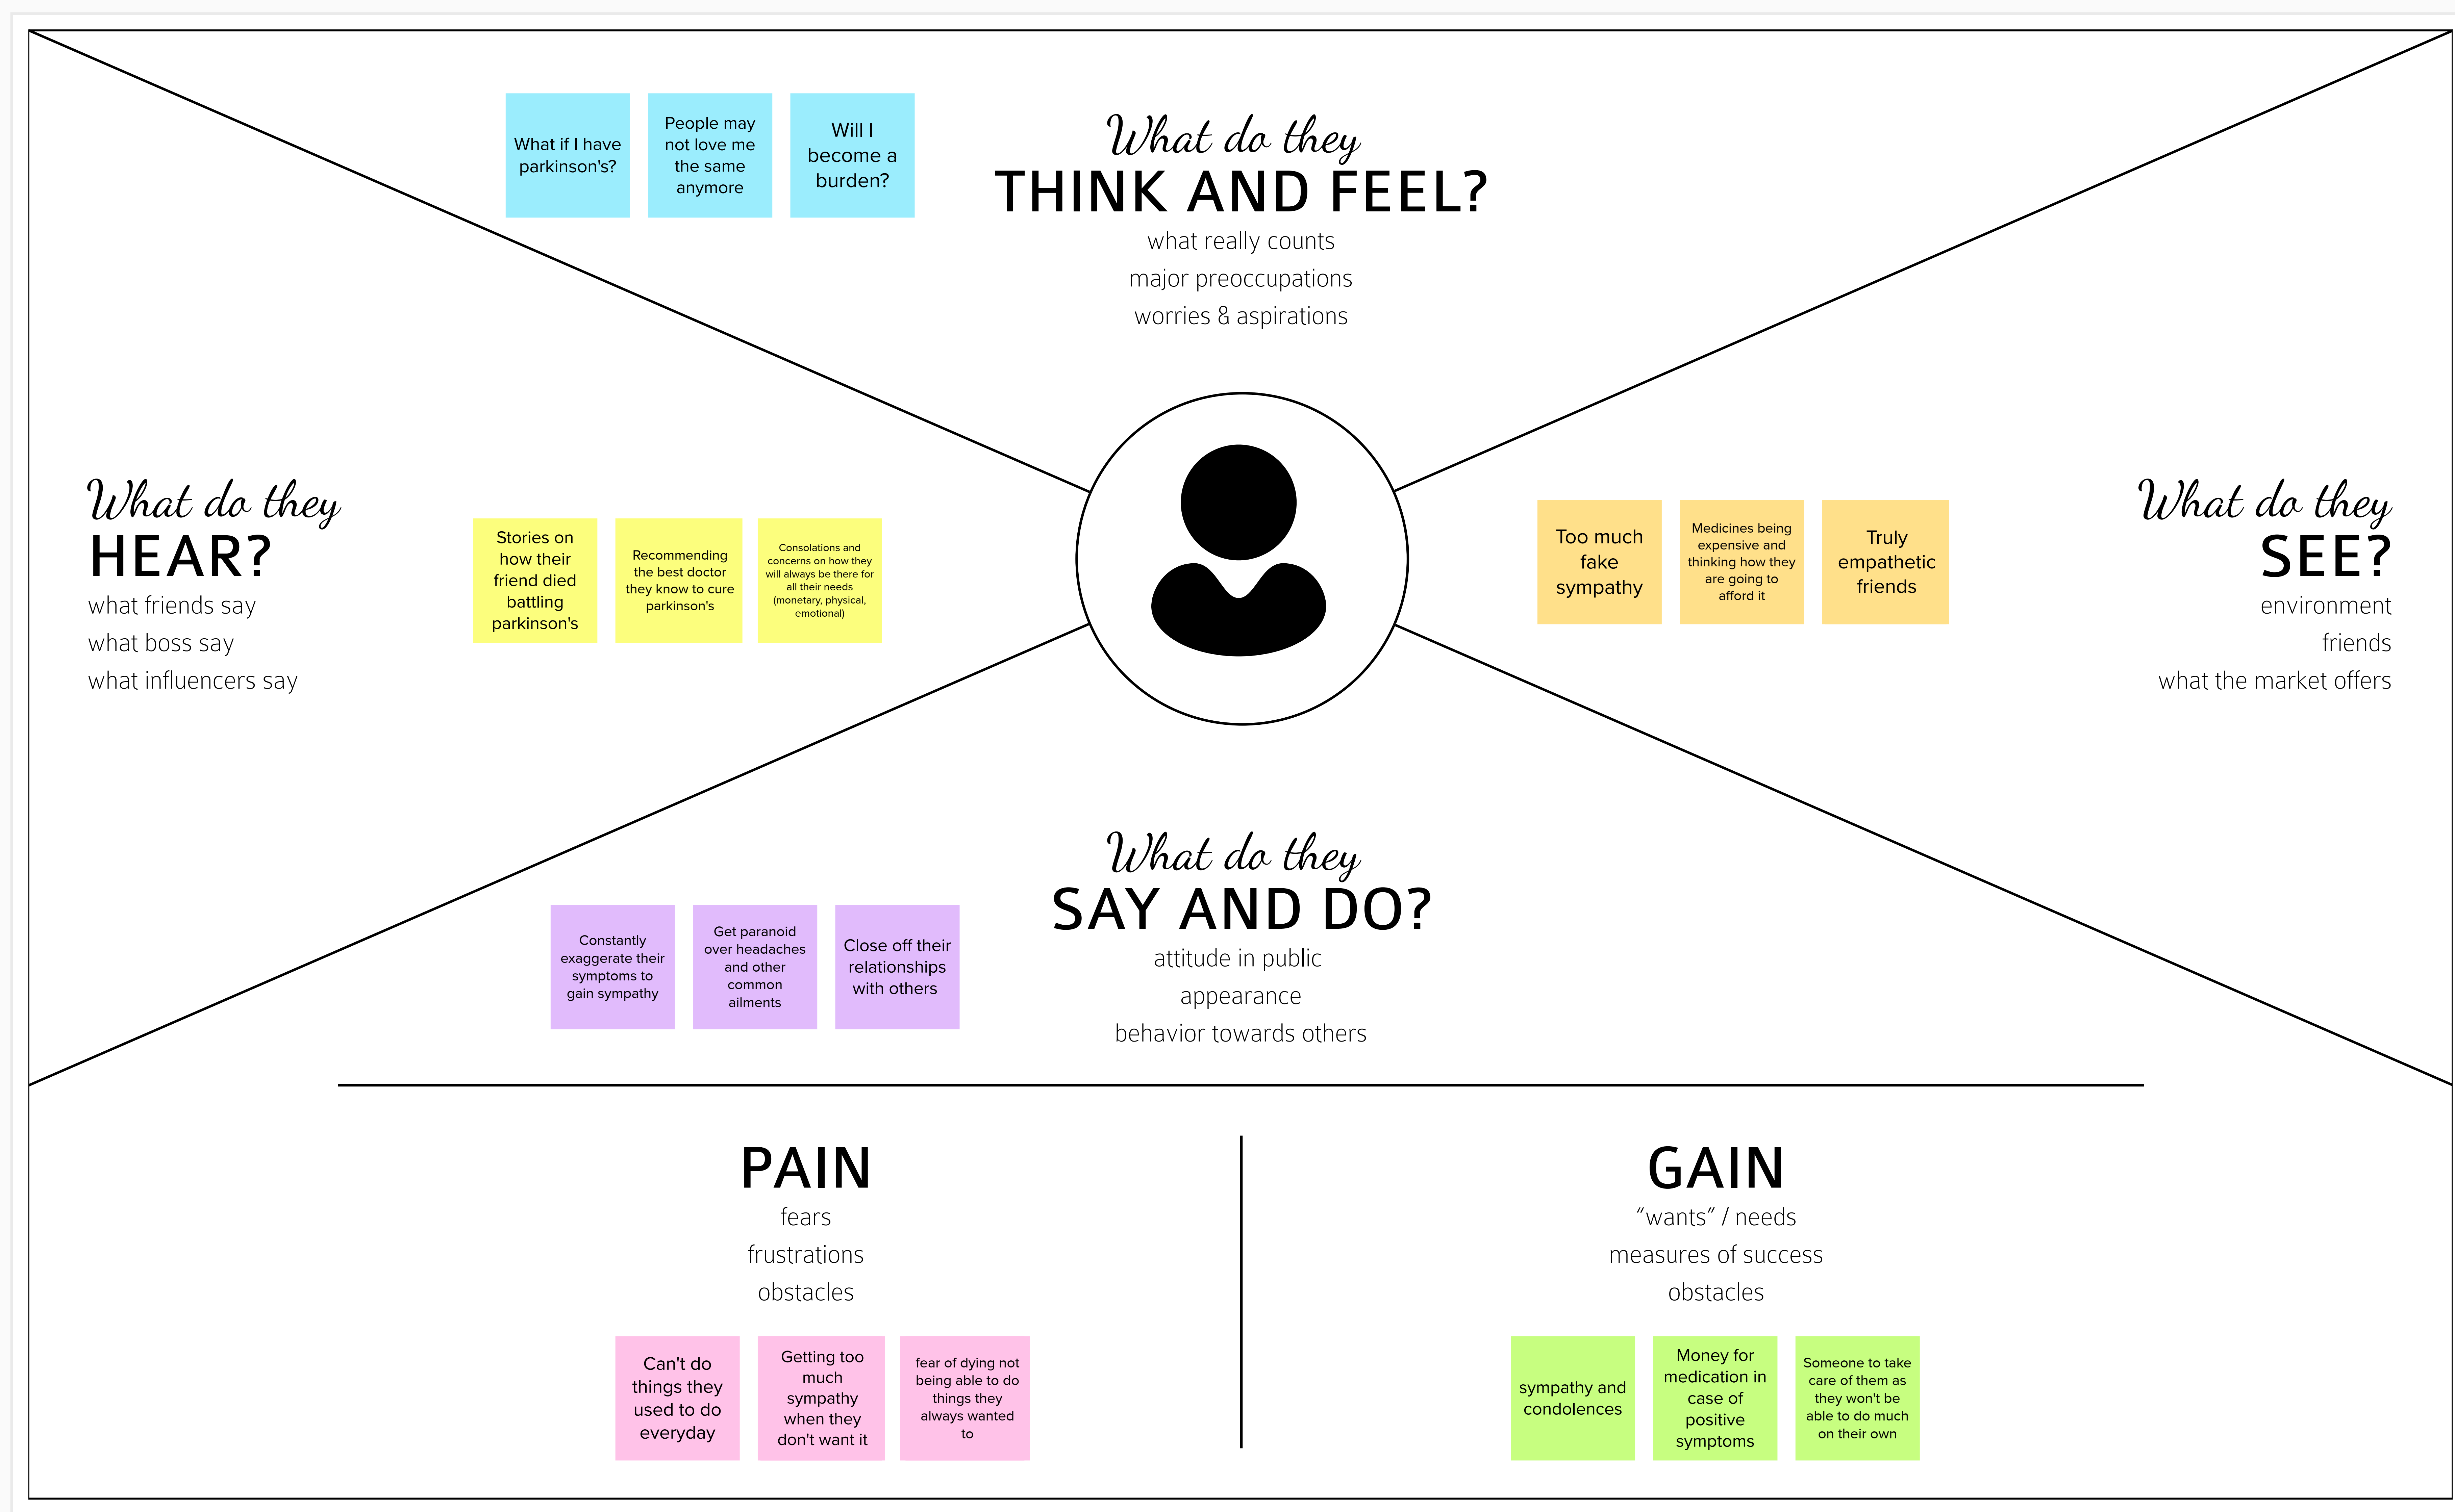 What if I have
parkinson's?
People may
not love me
the same
anymore
Will I
become a
burden?
What do they
THINK AND FEEL?
what really counts
major preoccupations
worries & aspirations
What do they
HEAR?
what friends say
what boss say
what influencers say
Stories on
how their
friend died
battling
parkinson's
Recommending
the best doctor
they know to cure
parkinson's
Consolations and
concerns on how they
will always be there for
all their needs
(monetary, physical,
emotional)
Too much
fake
sympathy
Medicines being
expensive and
thinking how they
are going to
afford it
Truly
empathetic
friends
What do they
SEE?
environment
friends
what the market offers
What do they
SAY AND DO?
attitude in public
appearance
behavior towards others
Constantly
exaggerate their
symptoms to
gain sympathy
Get paranoid
over headaches
and other
common
ailments
Close off their
relationships
with others
PAIN
fears
frustrations
obstacles
Can't do
things they
used to do
everyday
Getting too
much
sympathy
when they
don't want it
fear of dying not
being able to do
things they
always wanted
to
GAIN
“wants” / needs
measures of success
obstacles
sympathy and
condolences
Money for
medication in
case of
positive
symptoms
Someone to take
care of them as
they won't be
able to do much
on their own